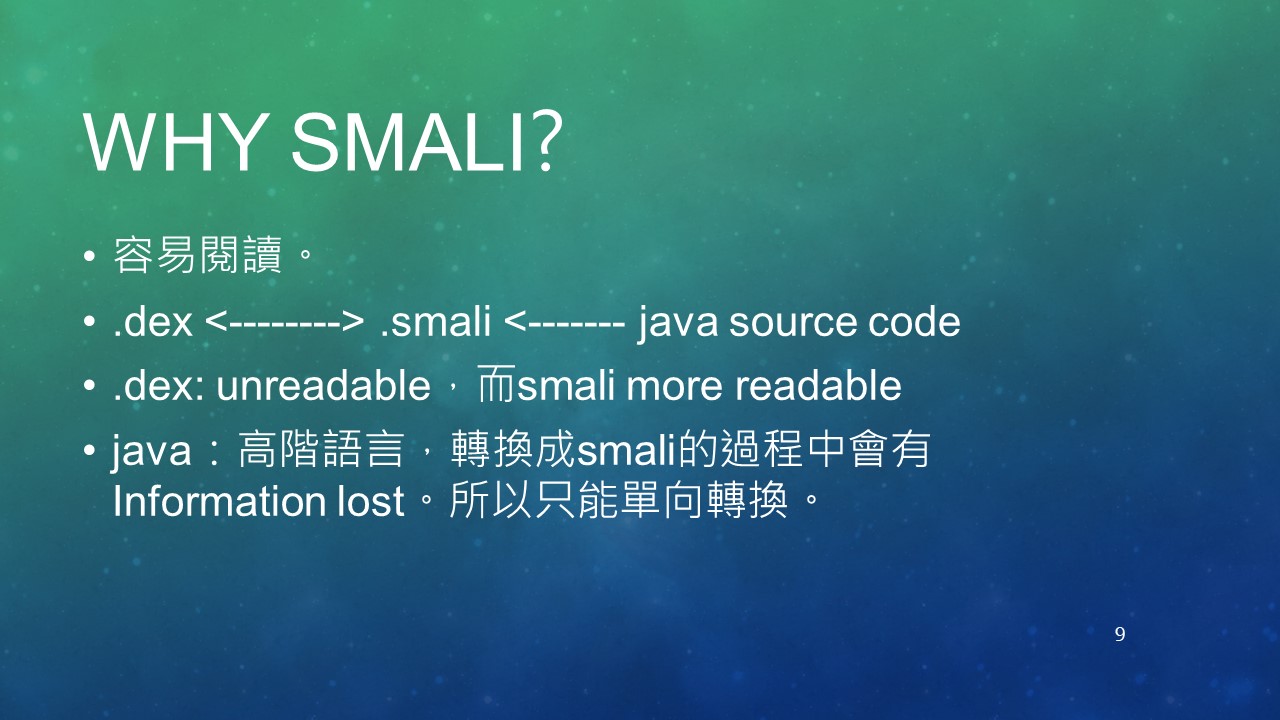 WHY SMALI?
• 容易閱讀。
• .dex <--------> .smali <------- java source code
• .dex: unreadable，而smali more readable
• java：高階語言，轉換成smali的過程中會有
Information lost。所以只能單向轉換。
9